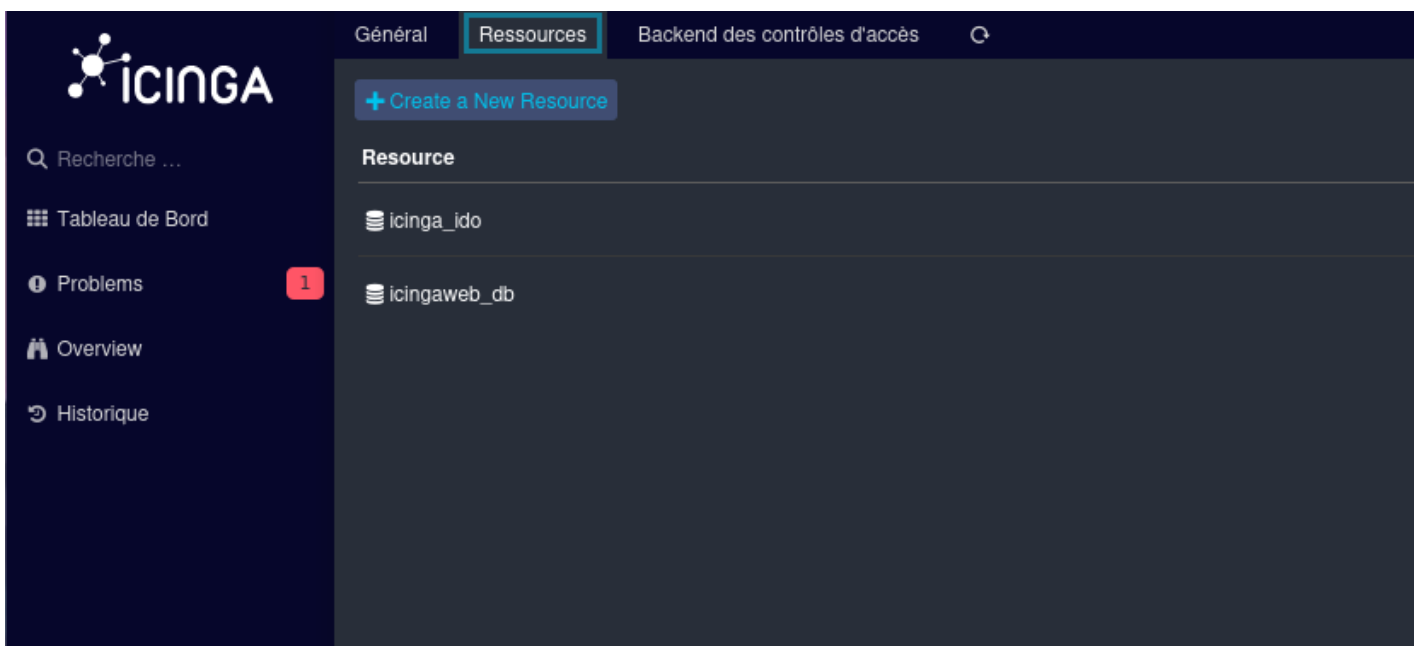 ICINGA
Général Ressources Backend des contrôles d'accès
Create a New Resource
Recherche ...
Resource
Tableau de Bord
icinga_ido
Problems 1
icingaweb_db
Overview
Historique